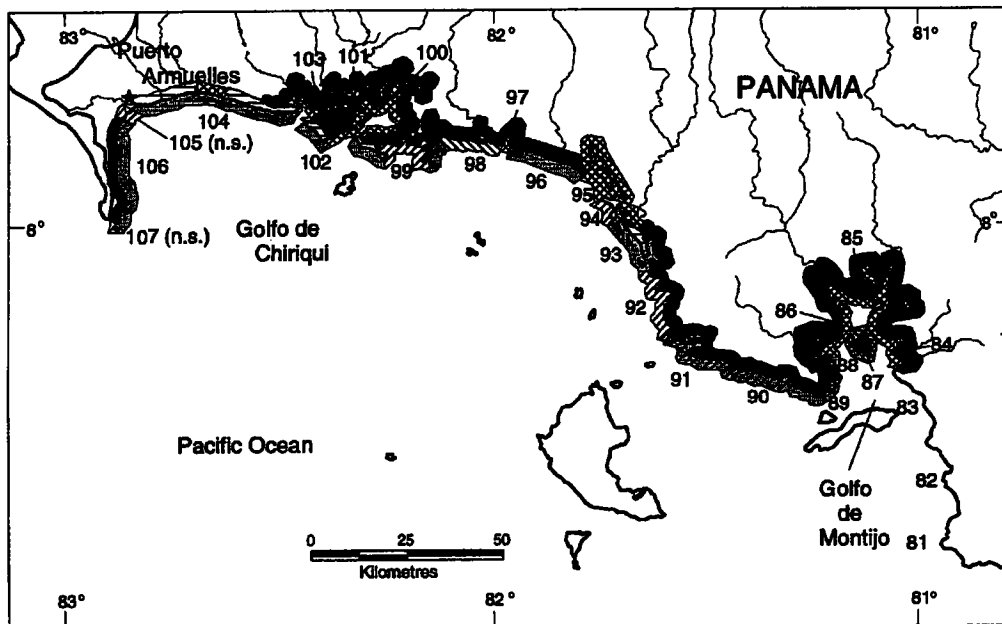 83°
82°
81°
Puerto
Armuelles
103
101
100
PANAMA
97
104
105 (n.s.)
102
98
106
99
96
95
94
107 (n.s.)
8°
8°
Golfo de
Chiriqui
93
85
92
86
84
88
87
91
90
89
83
Pacific Ocean
82
Golfo
de
Montijo
81
0 25 50
Kilometres
83°
82°
81°